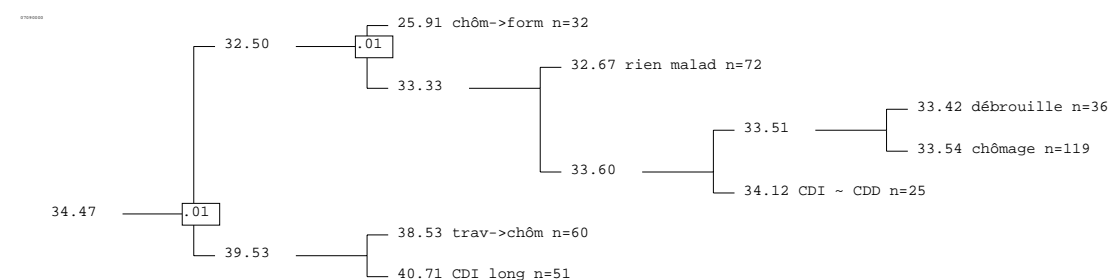 25.91 chôm->form n=32
32.50
.01
32.67 rien malad n=72
33.33
33.42 débrouille n=36
33.51
33.54 chômage n=119
33.60
34.12 CDI ~ CDD n=25
34.47
.01
38.53 trav->chôm n=60
39.53
40.71 CDI long n=51